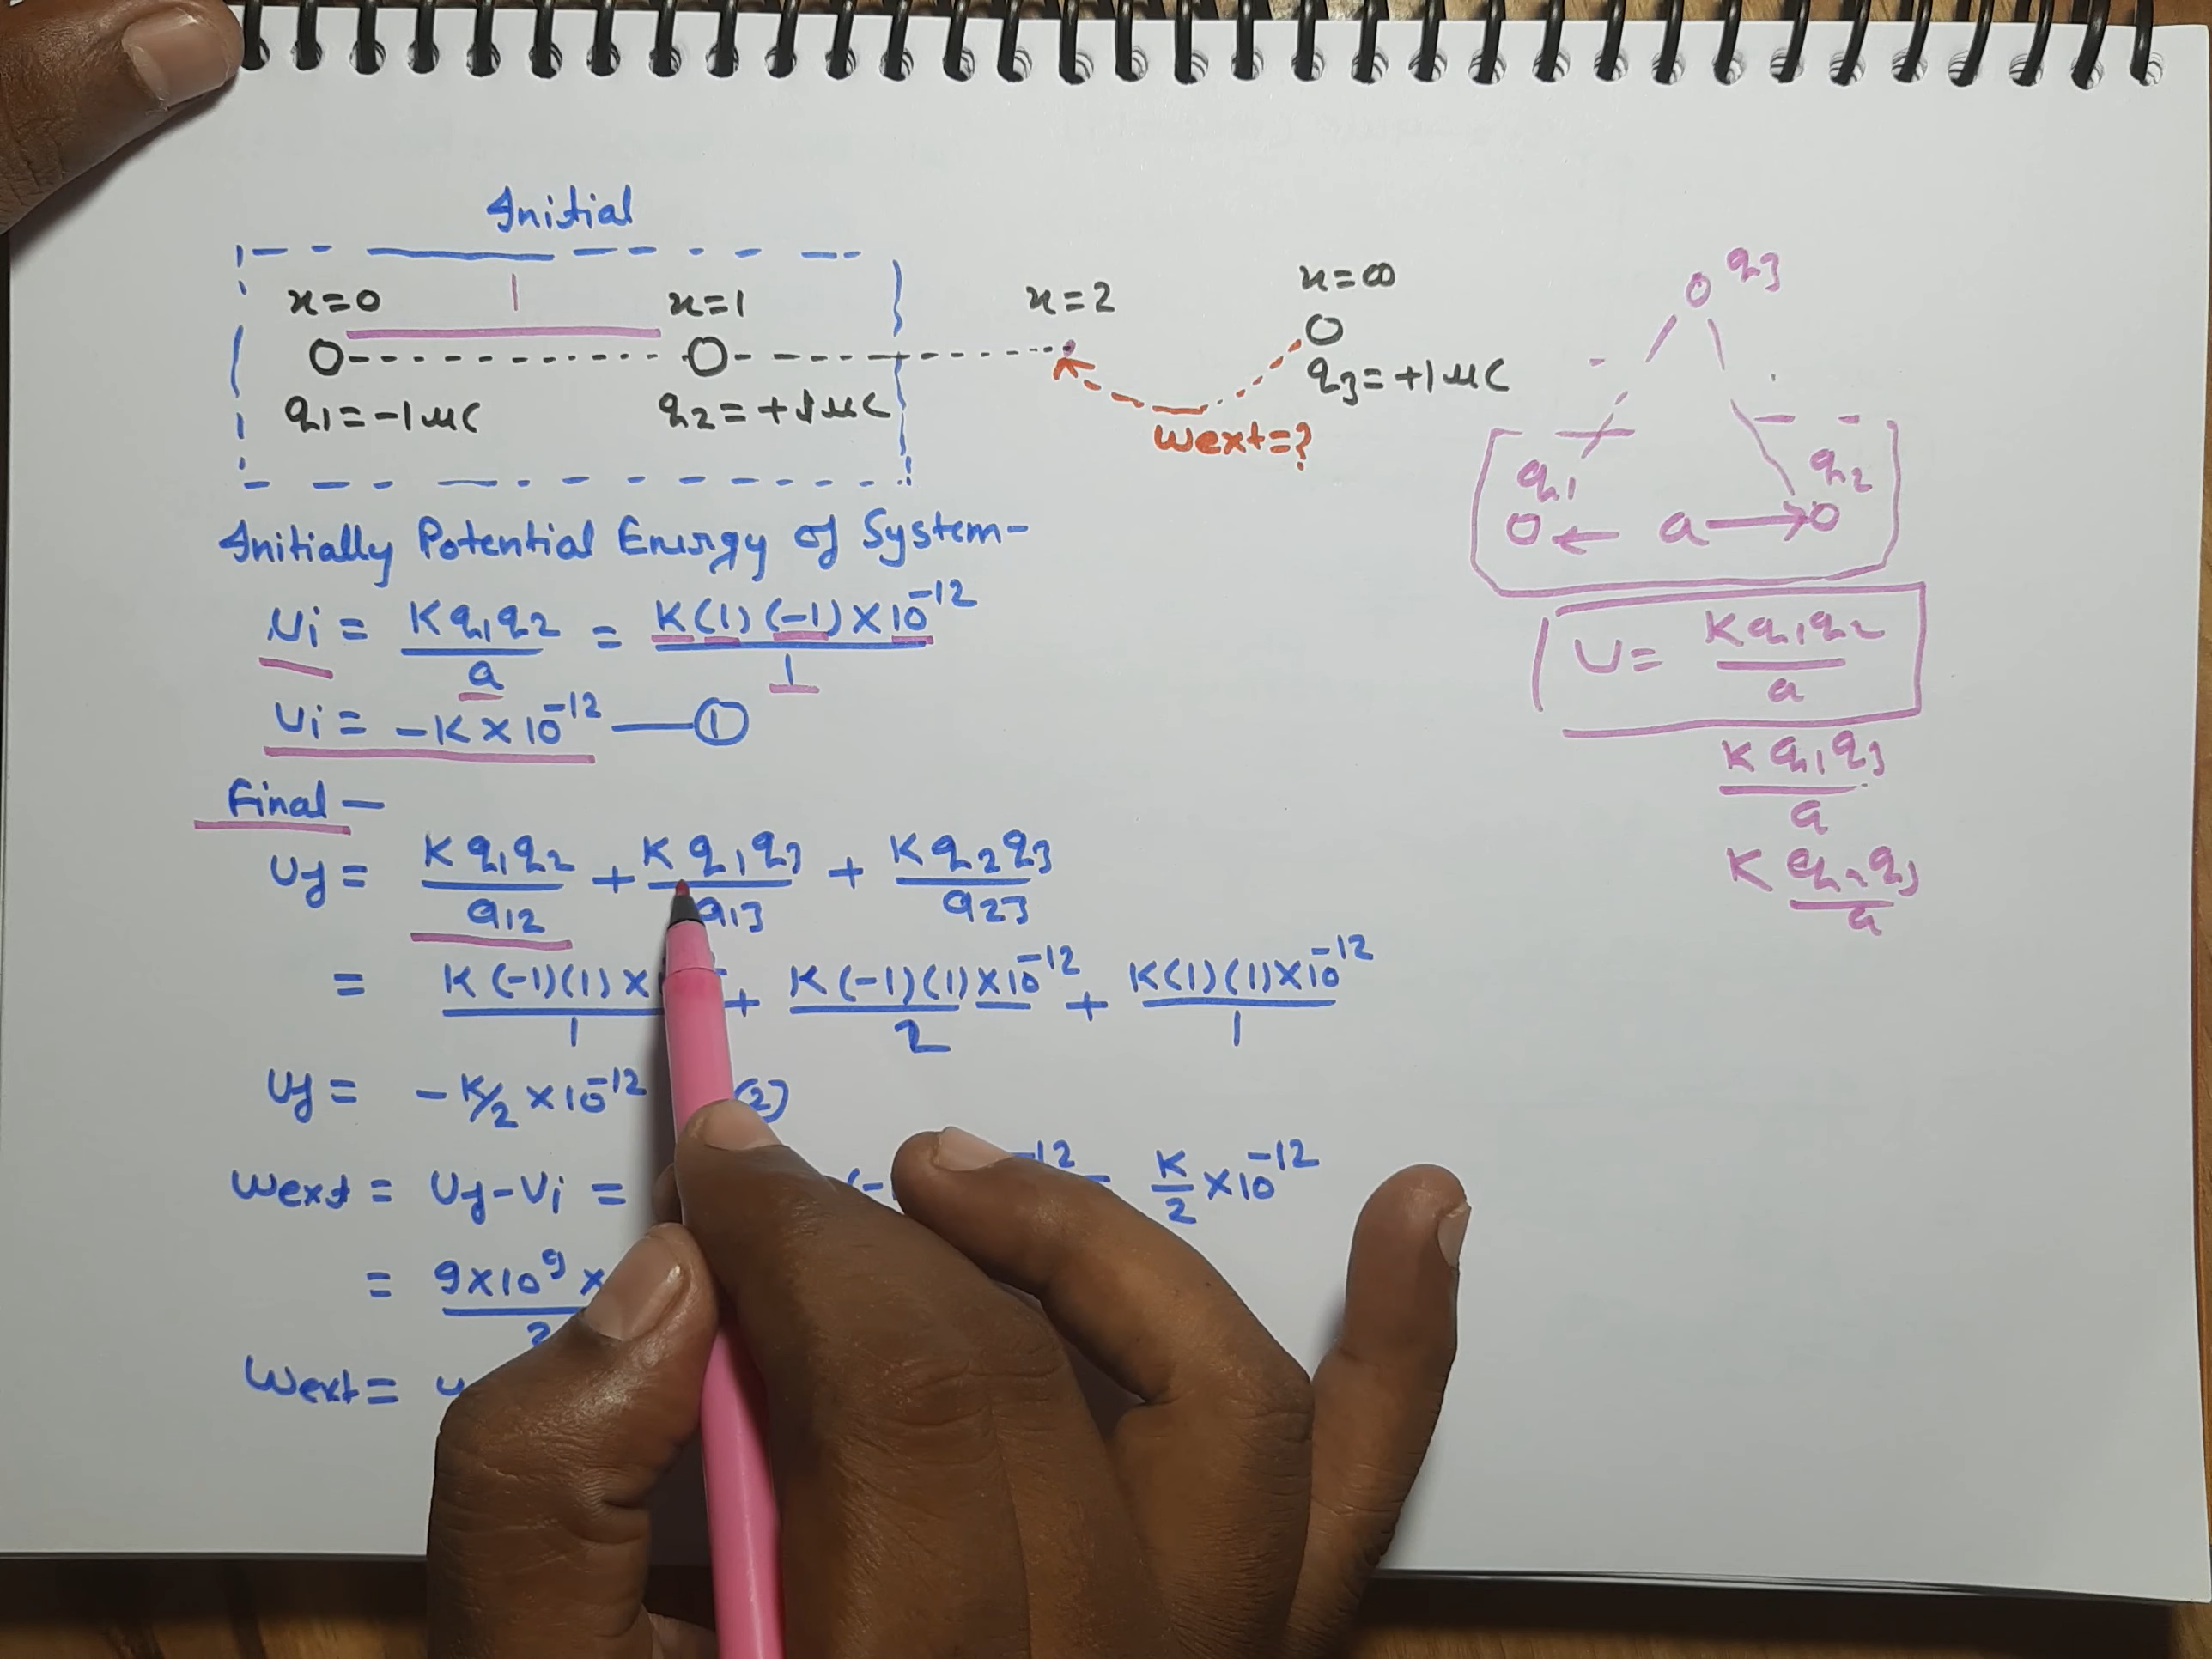 Initial
x=0 1 x=1 x=2 x=∞
q1=-1μC q2=+1μC q3=+1μC
Wext=?
Initially Potential Energy of System-
Ui = Kq1q2/a = K(1)(-1)×10^-12/1
Ui = -K×10^-12 — ①
Final —
Uf = Kq1q2/a12 + Kq1q3/a13 + Kq2q3/a23
= K(-1)(1)×/1 + K(-1)(1)×10^-12/2 + K(1)(1)×10^-12/1
Uf = -K/2 ×10^-12 ②
Wext = Uf-Ui = -12 = K/2 ×10^-12
= 9×10^9 ×/2
Wext =
q3
q1 q2
a
U = Kq1q2/a
Kq1q3/a
Kq2q3/a